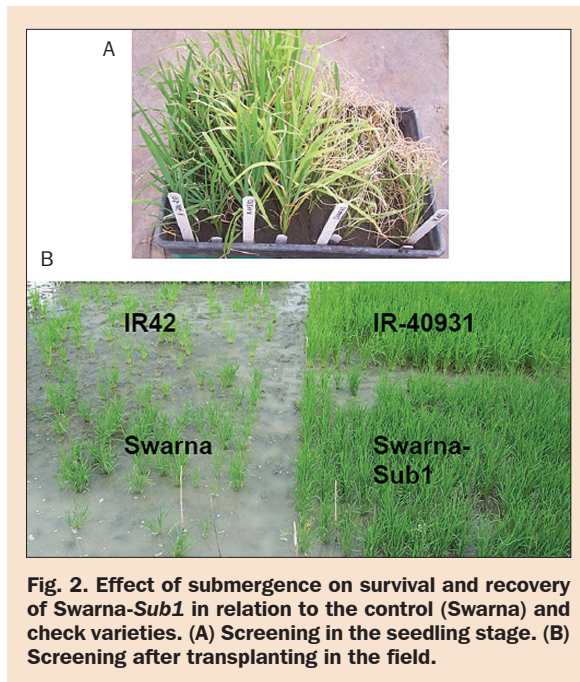 A
B
IR42
IR-40931
Swarna
Swarna-
Sub1
Fig. 2. Effect of submergence on survival and recovery
of Swarna-Sub1 in relation to the control (Swarna) and
check varieties. (A) Screening in the seedling stage. (B)
Screening after transplanting in the field.